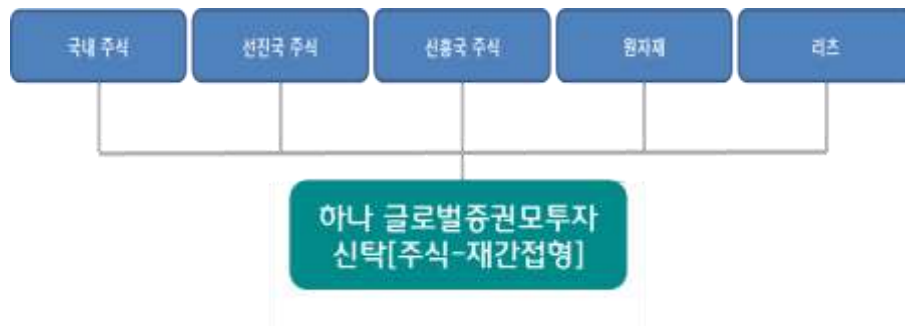 국내 주식
선진국 주식
신흥국 주식
원자재
리츠
하나 글로벌증권모투자
신탁[주식-재간접형]